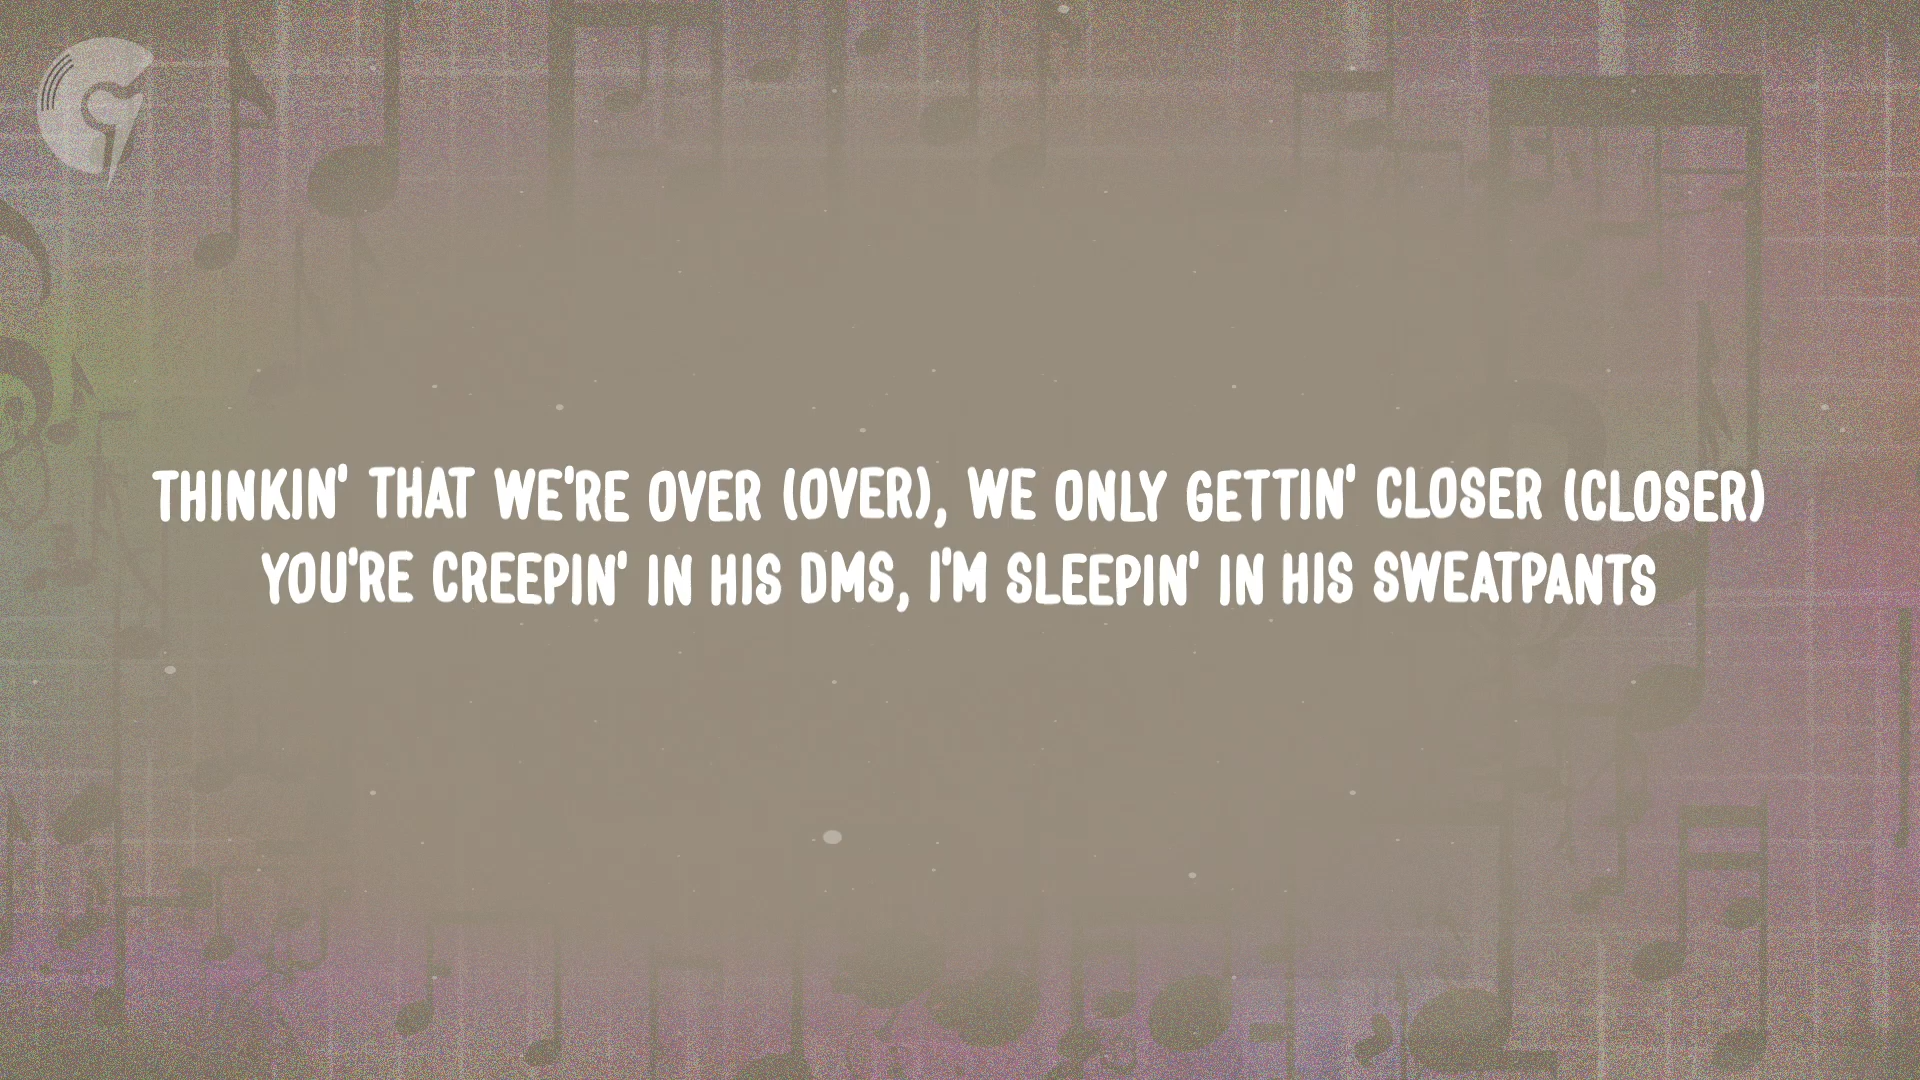 THINKIN' THAT WE'RE OVER (OVER), WE ONLY GETTIN' CLOSER (CLOSER)
YOU'RE CREEPIN' IN HIS DMS, I'M SLEEPIN' IN HIS SWEATPANTS